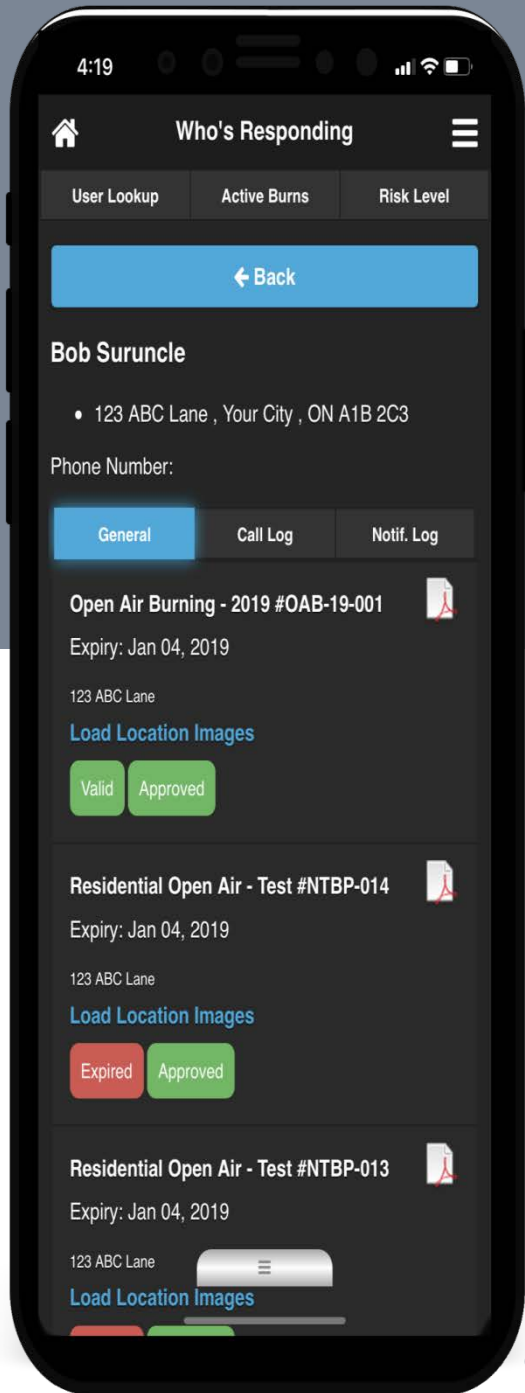 4:19
Who's Responding
User Lookup Active Burns Risk Level
Back
Bob Suruncle
• 123 ABC Lane , Your City , ON A1B 2C3
Phone Number:
General Call Log Notif. Log
Open Air Burning - 2019 #OAB-19-001
Expiry: Jan 04, 2019
123 ABC Lane
Load Location Images
Valid Approved
Residential Open Air - Test #NTBP-014
Expiry: Jan 04, 2019
123 ABC Lane
Load Location Images
Expired Approved
Residential Open Air - Test #NTBP-013
Expiry: Jan 04, 2019
123 ABC Lane
Load Location Images